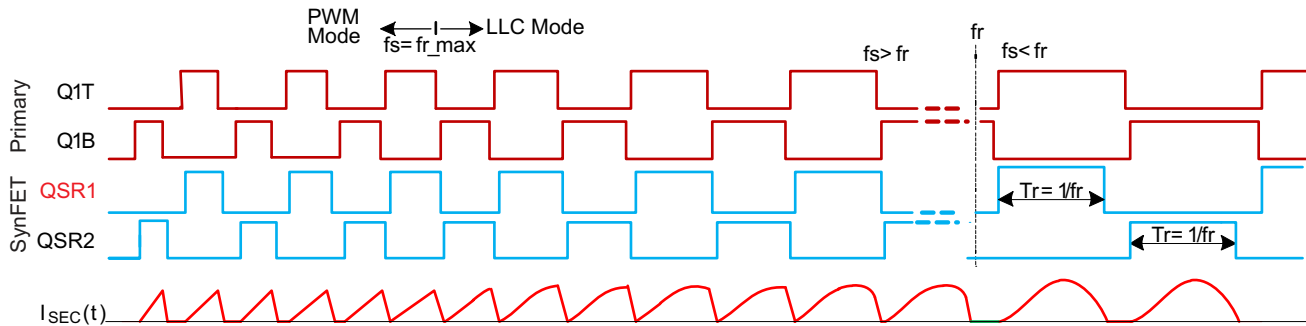 PWM Mode
fs= fr_max
LLC Mode
fs> fr
fr
fs< fr
Primary
Q1T
Q1B
SynFET
QSR1
Tr= 1/fr
QSR2
Tr= 1/fr
ISEC(t)